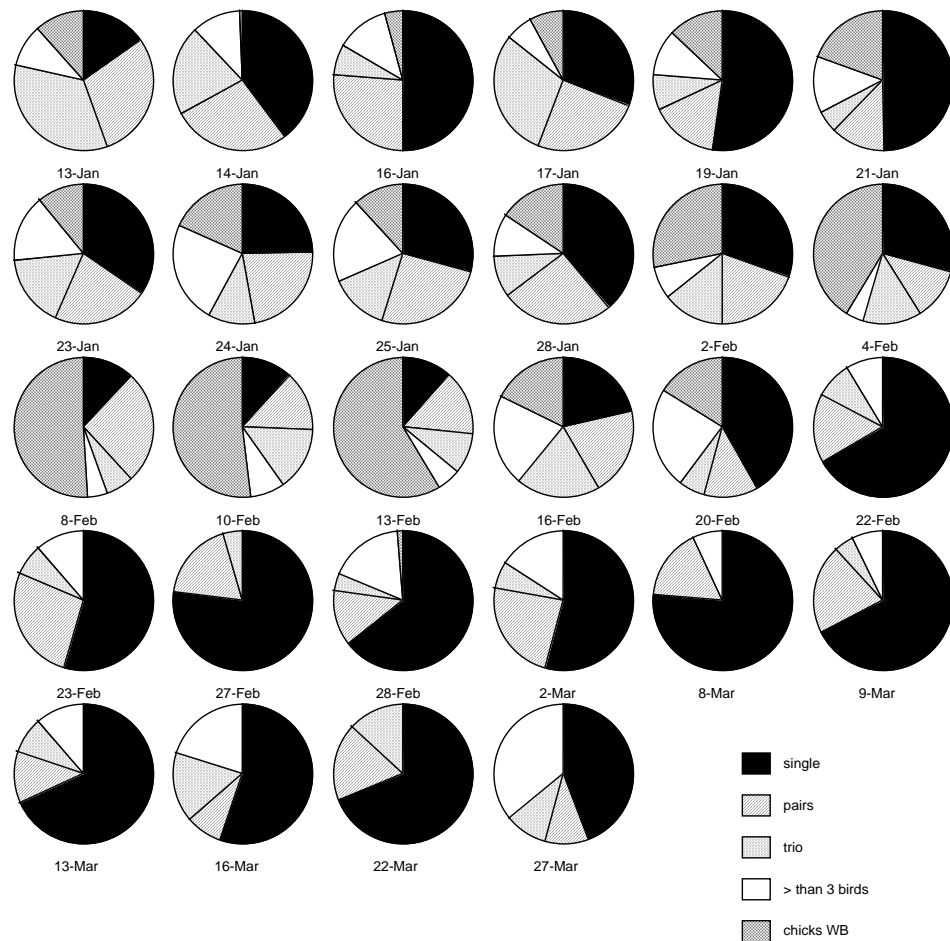 13-Jan 14-Jan 16-Jan 17-Jan 19-Jan 21-Jan
23-Jan 24-Jan 25-Jan 28-Jan 2-Feb 4-Feb
8-Feb 10-Feb 13-Feb 16-Feb 20-Feb 22-Feb
23-Feb 27-Feb 28-Feb 2-Mar 8-Mar 9-Mar
13-Mar 16-Mar 22-Mar 27-Mar
single
pairs
trio
> than 3 birds
chicks WB